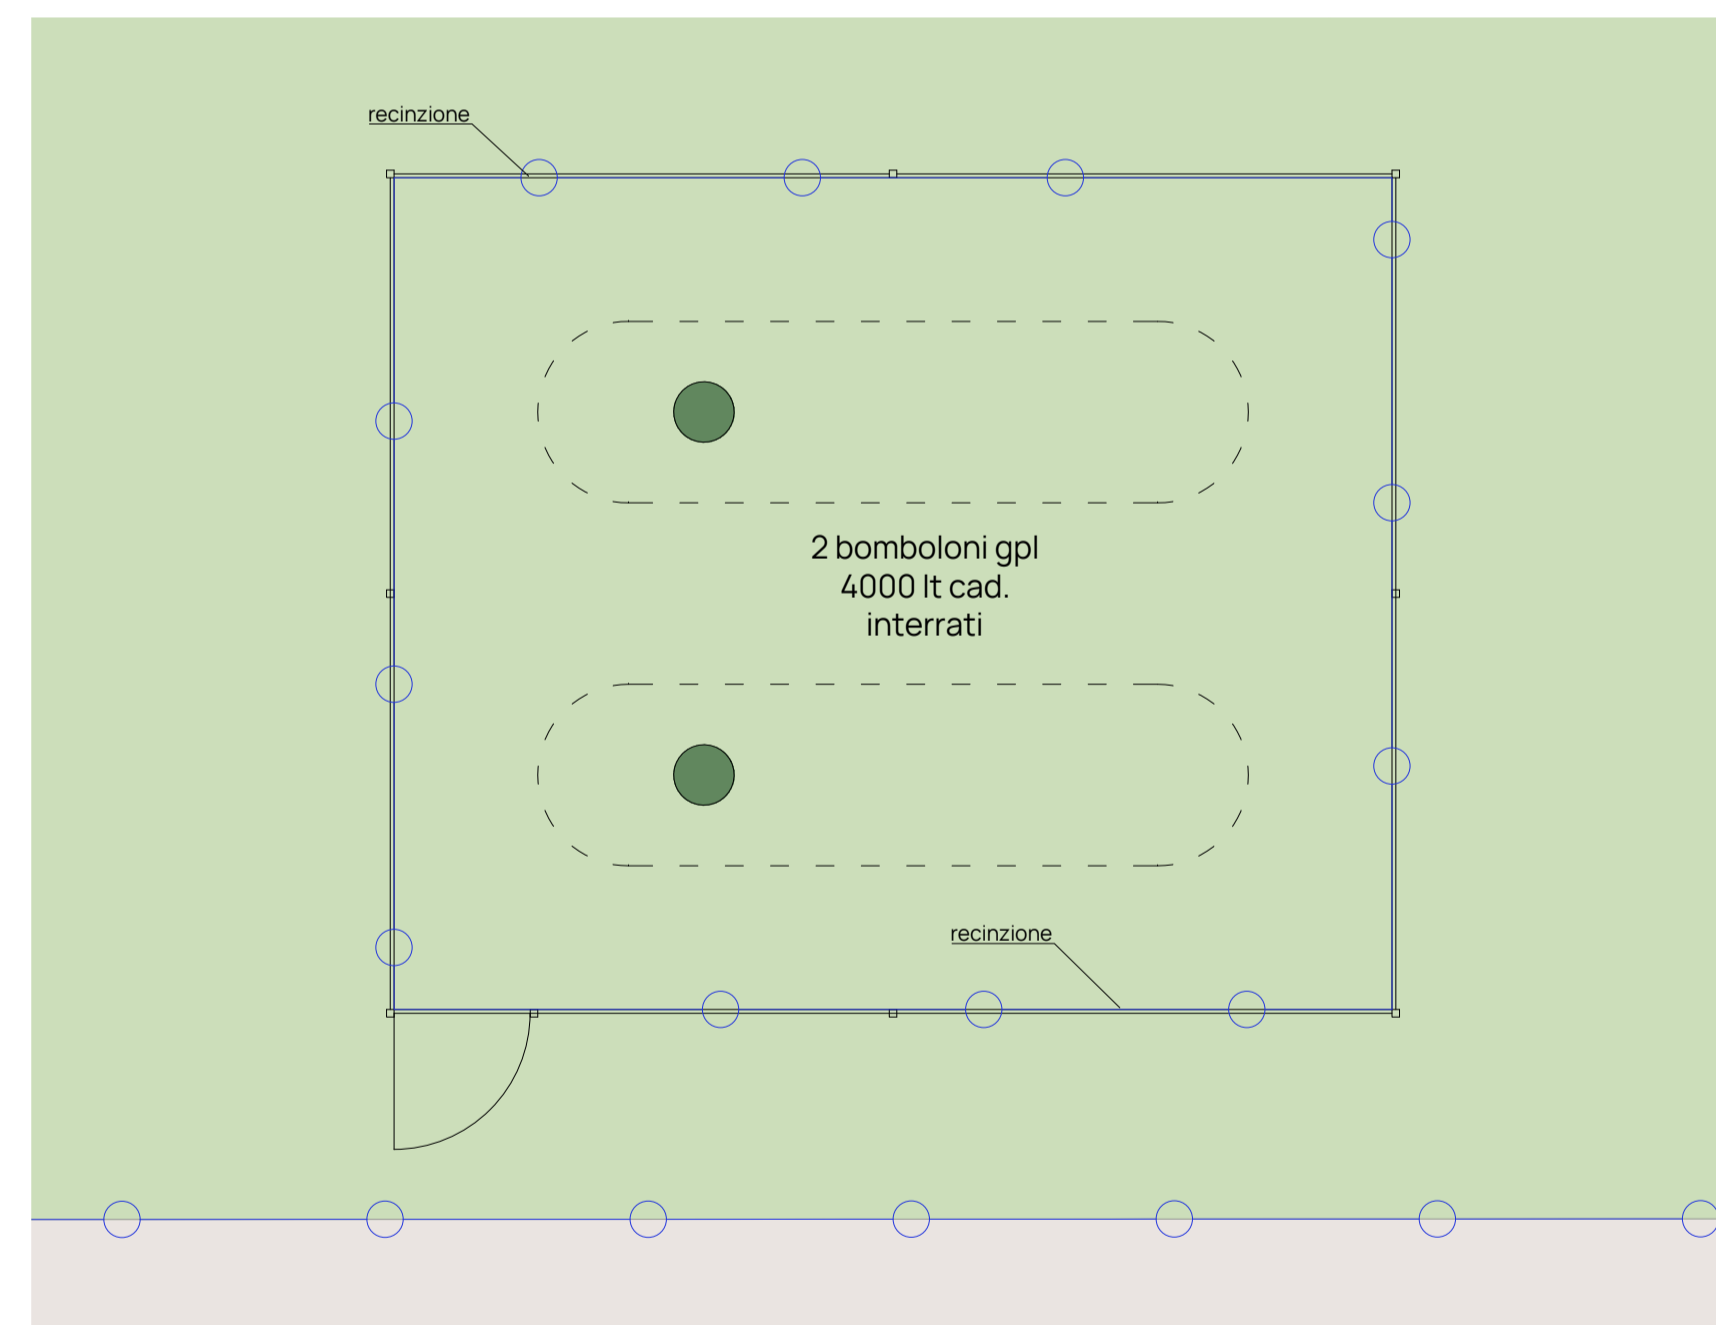 recinzione
2 bomboloni gpl
4000 lt cad.
interrati
recinzione